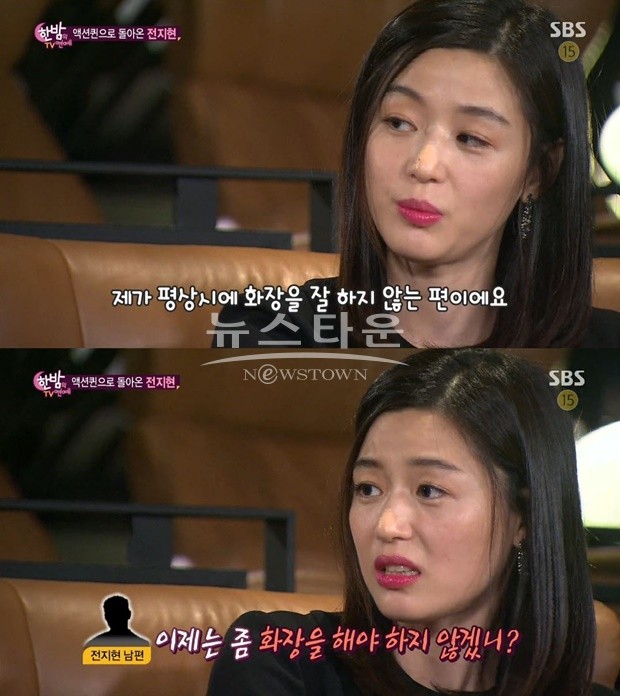 한밤의 TV연예
액션퀸으로 돌아온 전지현,
SBS
15
제가 평상시에 화장을 잘 하지 않는 편이에요
뉴스타운
NEWSTOWN
한밤의 TV연예
액션퀸으로 돌아온 전지현,
SBS
15
이제는 좀 화장을 해야 하지 않겠니?
전지현 남편